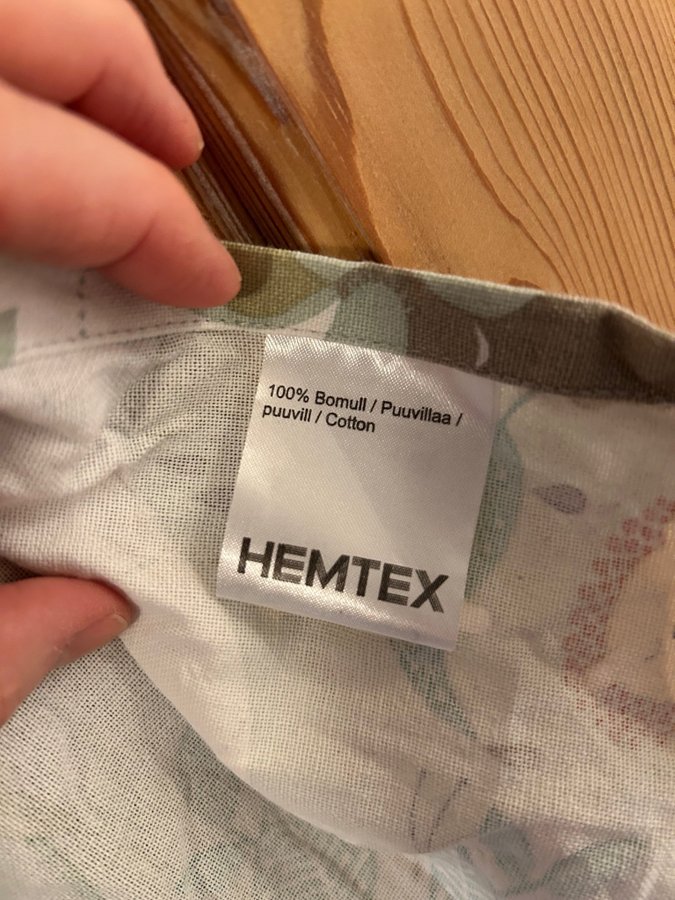 100% Bomull / Puuvillaa /
puuvill / Cotton
HEMTEX